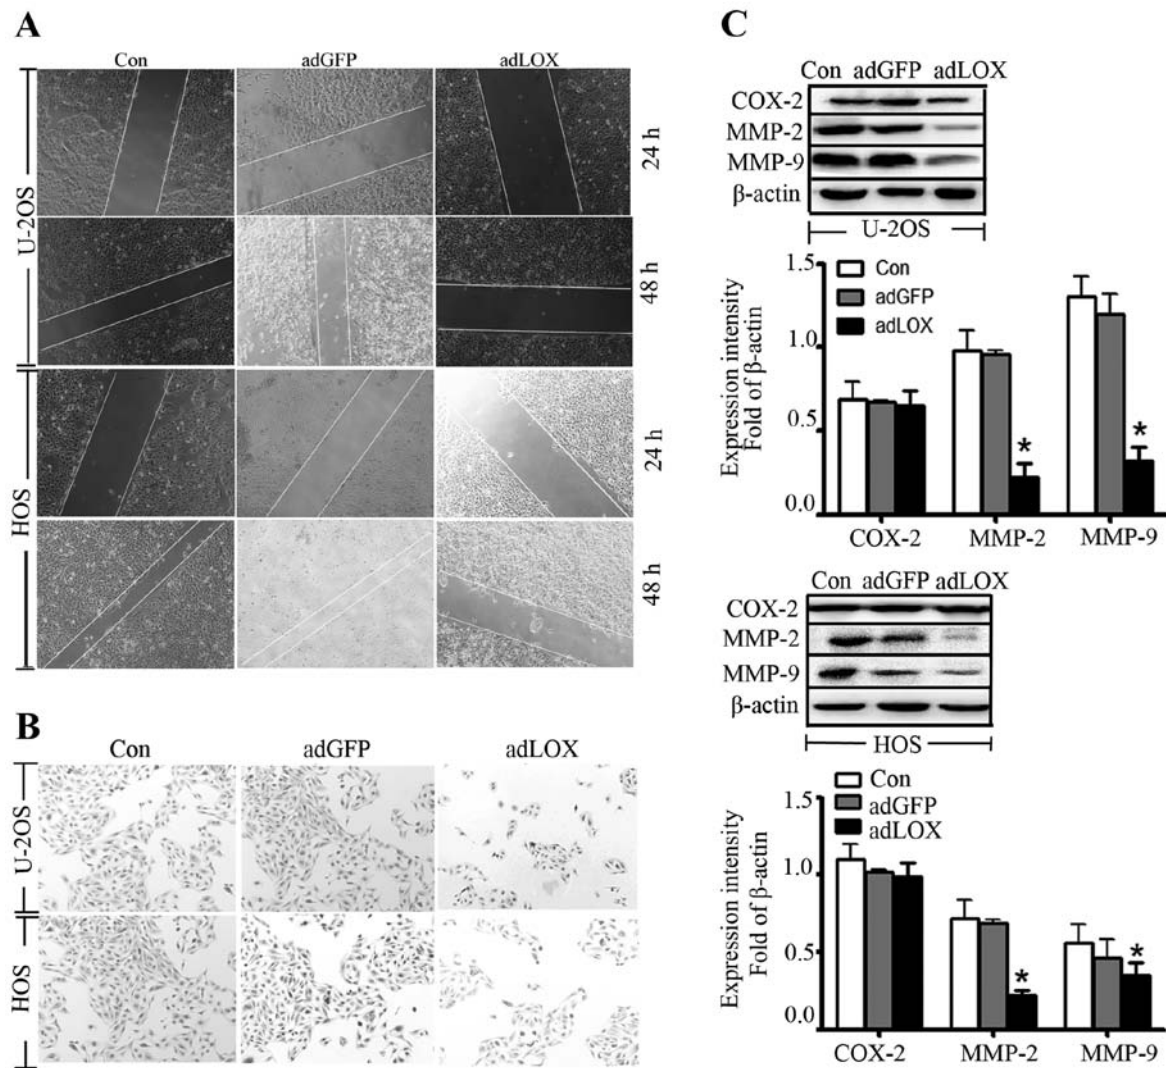 A
Con adGFP adLOX
U-2OS
24 h
48 h
HOS
24 h
48 h
B
Con adGFP adLOX
U-2OS
HOS
C
Con adGFP adLOX
COX-2
MMP-2
MMP-9
β-actin
U-2OS
Expression intensity
Fold of β-actin
1.5
1.0
0.5
0.0
Con
adGFP
adLOX
*
*
COX-2 MMP-2 MMP-9
Con adGFP adLOX
COX-2
MMP-2
MMP-9
β-actin
HOS
Expression intensity
Fold of β-actin
1.5
1.0
0.5
0.0
Con
adGFP
adLOX
*
*
COX-2 MMP-2 MMP-9